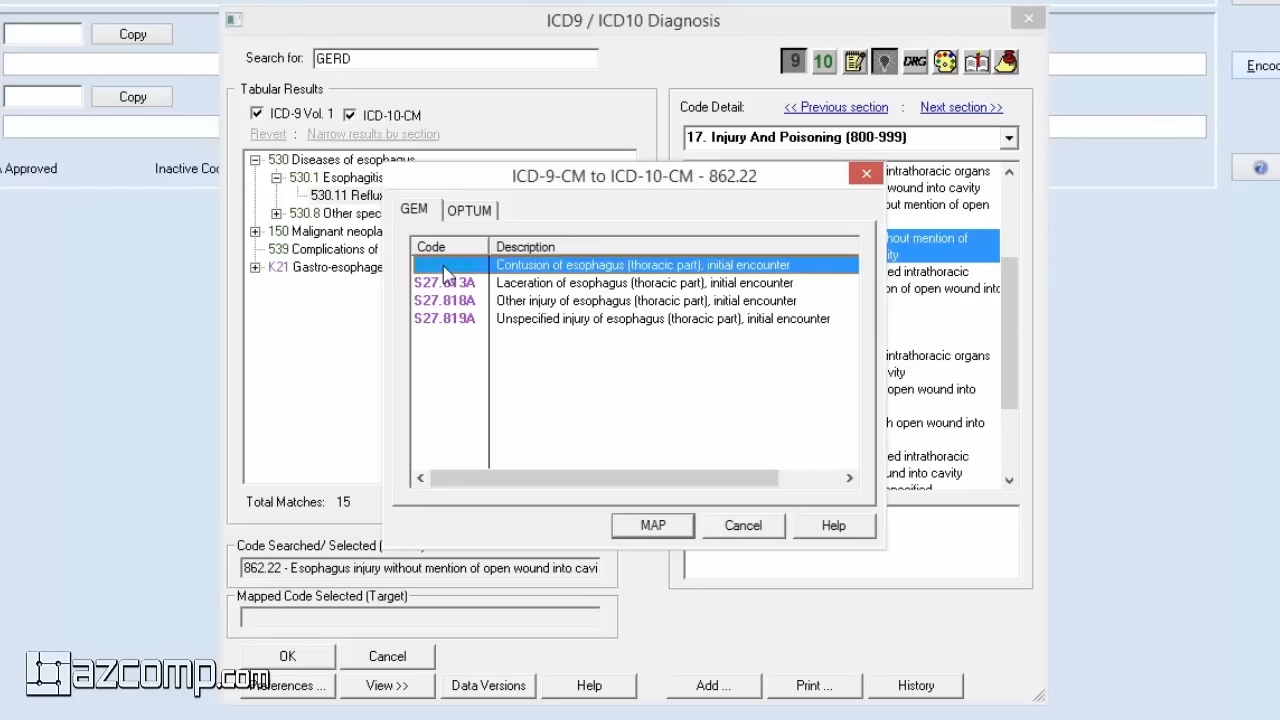 ICD9 / ICD10 Diagnosis
Copy
Search for:
GERD
9
10
DRG
Encoc
Tabular Results
Code Detail:
<< Previous section : Next section >>
Copy
ICD-9 Vol. 1
ICD-10-CM
Revert : Narrow results by section
17. Injury And Poisoning (800-999)
530 Diseases of esophagus
Approved
Inactive Coc
530.1 Esophagitis
530.11 Reflu
530.8 Other spec
150 Malignant neopla
539 Complications of
K21 Gastro-esophage
ICD-9-CM to ICD-10-CM - 862.22
GEM
OPTUM
Code
Description
Contusion of esophagus (thoracic part), initial encounter
Laceration of esophagus (thoracic part), initial encounter
S27.818A
Other injury of esophagus (thoracic part), initial encounter
S27.819A
Unspecified injury of esophagus (thoracic part), initial encounter
MAP
Cancel
Help
intrathoracic organs
wound into cavity
out mention of open
hout mention of
ity
ed intrathoracic
on of open wound intc
intrathoracic organs
vity
open wound into
h open wound into
ed intrathoracic
und into cavity
specified
Total Matches: 15
Code Searched/ Selected (
862.22 - Esophagus injury without mention of open wound into cavi
Mapped Code Selected (Target)
OK
Cancel
azcomp.com
eferences ...
View >>
Data Versions
Help
Add ...
Print ...
History